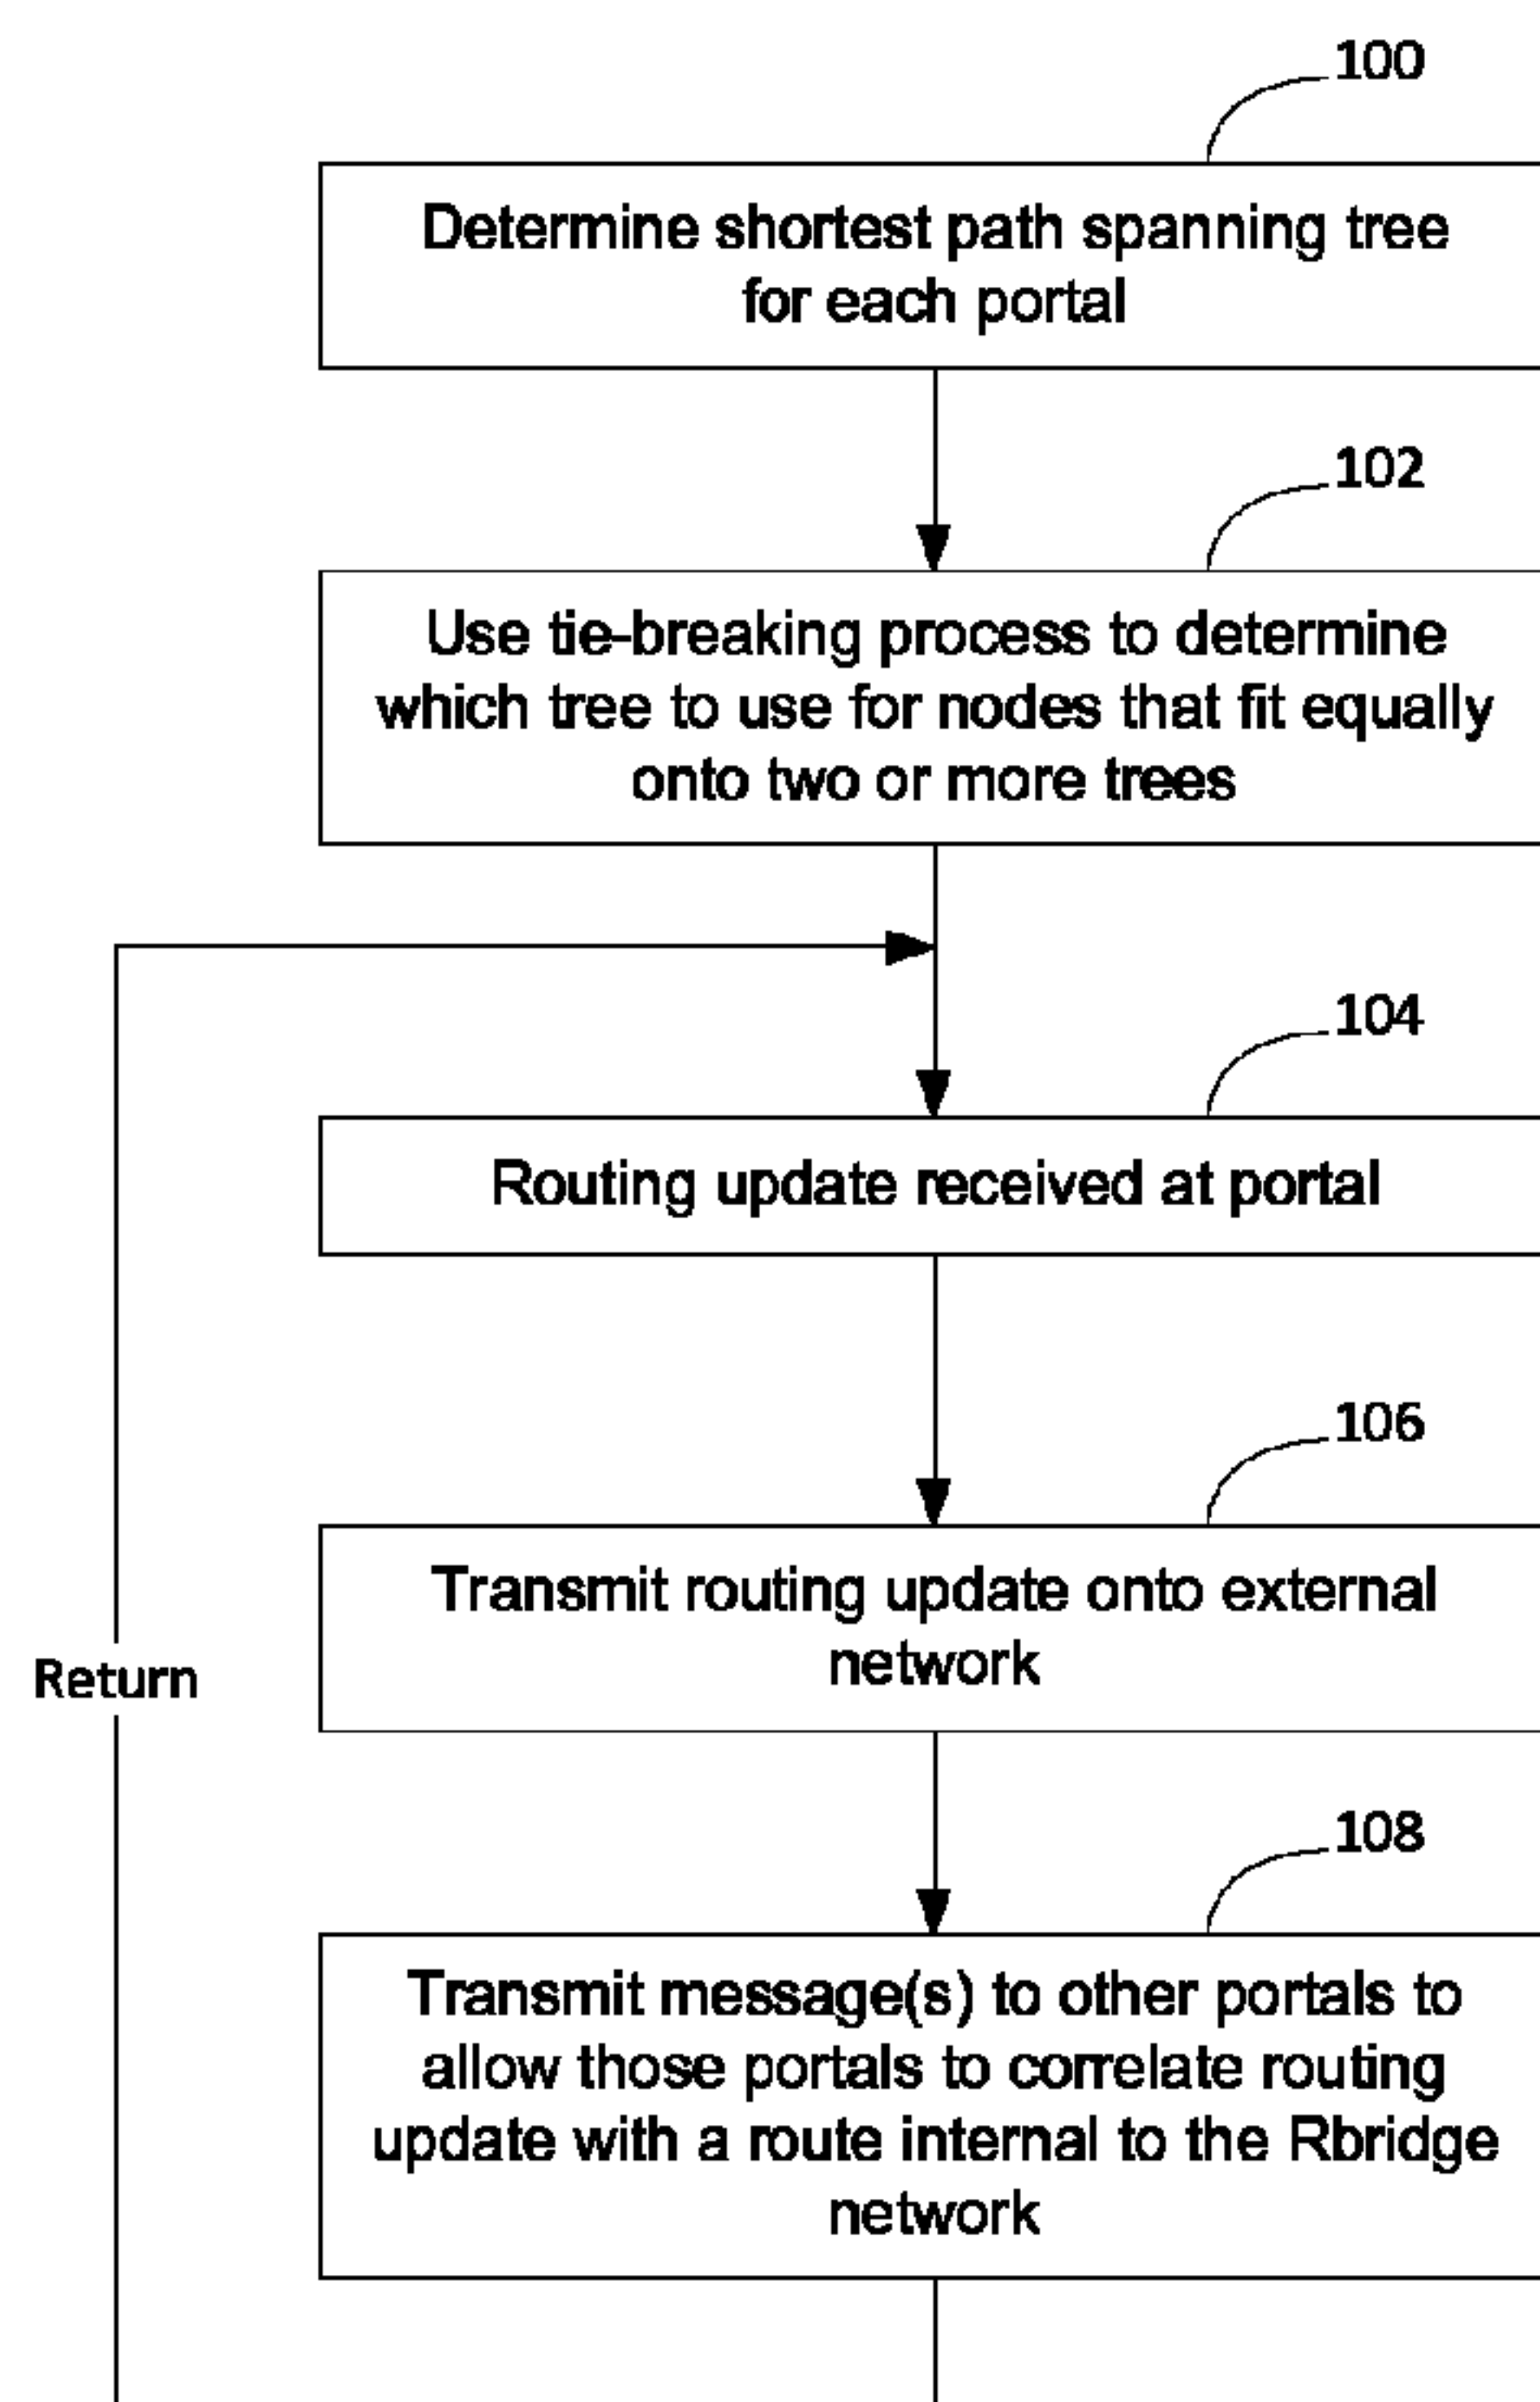 100
Determine shortest path spanning tree
for each portal
102
Use tie-breaking process to determine
which tree to use for nodes that fit equally
onto two or more trees
104
Routing update received at portal
106
Transmit routing update onto external
network
Return
108
Transmit message(s) to other portals to
allow those portals to correlate routing
update with a route internal to the Rbridge
network